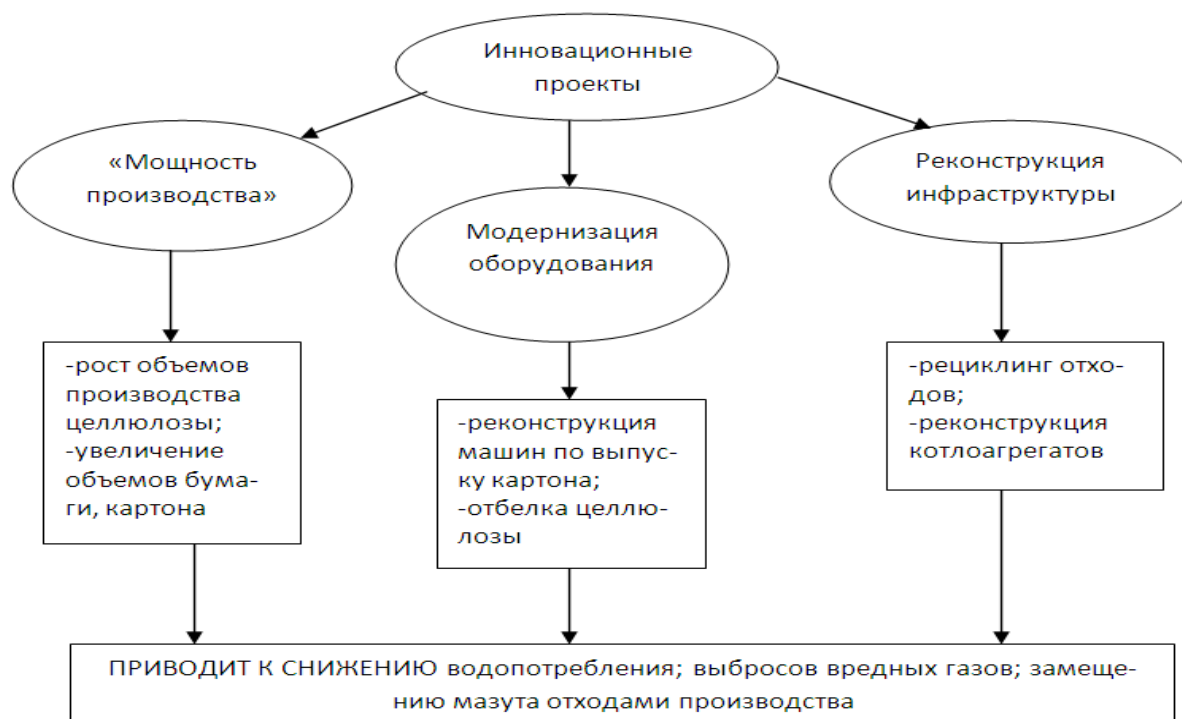 Инновационные
проекты
«Мощность
производства»
Модернизация
оборудования
Реконструкция
инфраструктуры
-рост объемов
производства
целлюлозы;
-увеличение
объемов бума-
ги, картона
-реконструкция
машин по выпус-
ку картона;
-отбелка целлю-
лозы
-рециклинг отхо-
дов;
-реконструкция
котлоагрегатов
ПРИВОДИТ К СНИЖЕНИЮ водопотребления; выбросов вредных газов; замеще-
нию мазута отходами производства